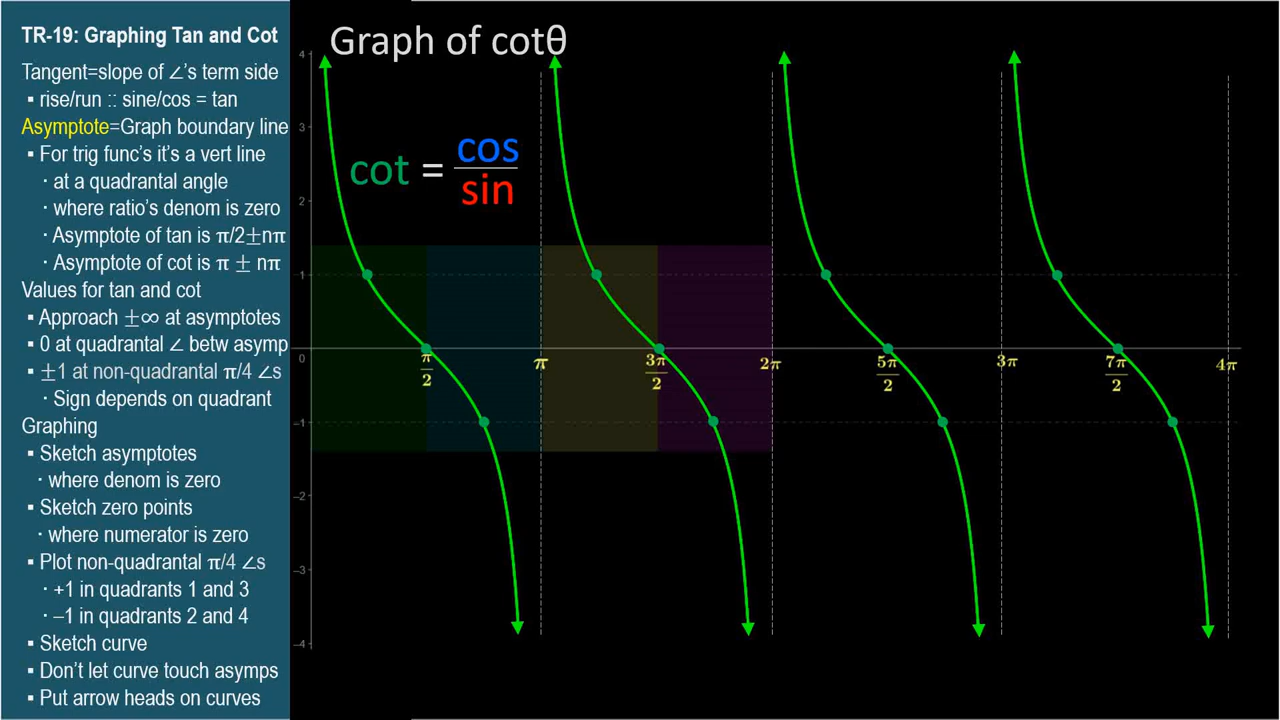 TR-19: Graphing Tan and Cot
Tangent=slope of ∠’s term side
▪ rise/run :: sine/cos = tan
Asymptote=Graph boundary line
▪ For trig func’s it’s a vert line
· at a quadrantal angle
· where ratio’s denom is zero
· Asymptote of tan is π/2±nπ
· Asymptote of cot is π ± nπ
Values for tan and cot
▪ Approach ±∞ at asymptotes
▪ 0 at quadrantal ∠ betw asymp
▪ ±1 at non-quadrantal π/4 ∠s
· Sign depends on quadrant
Graphing
▪ Sketch asymptotes
· where denom is zero
▪ Sketch zero points
· where numerator is zero
▪ Plot non-quadrantal π/4 ∠s
· +1 in quadrants 1 and 3
· –1 in quadrants 2 and 4
▪ Sketch curve
▪ Don’t let curve touch asymps
▪ Put arrow heads on curves
Graph of cotθ
cot = cos/sin
4
3
2
1
0
–1
–2
–3
–4
π/2 π 3π/2 2π 5π/2 3π 7π/2 4π